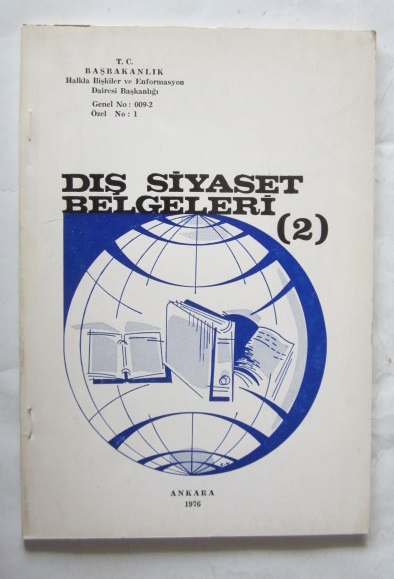 T. C.
BAŞBAKANLIK
Halkla İlişkiler ve Enformasyon
Dairesi Başkanlığı
Genel No : 009-2
Özel No : 1
DIŞ SİYASET
BELGELERİ (2)
ANKARA
1976